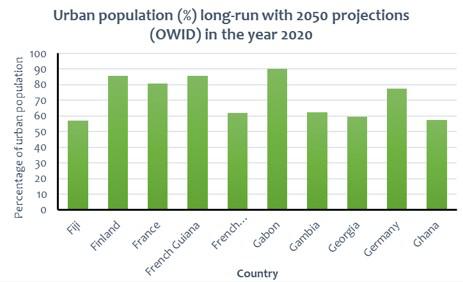 Urban population (%) long-run with 2050 projections
(OWID) in the year 2020
Percentage of urban population
100
90
80
70
60
50
40
30
20
10
0
Fiji
Finland
France
French Guiana
French...
Gabon
Gambia
Georgia
Germany
Ghana
Country